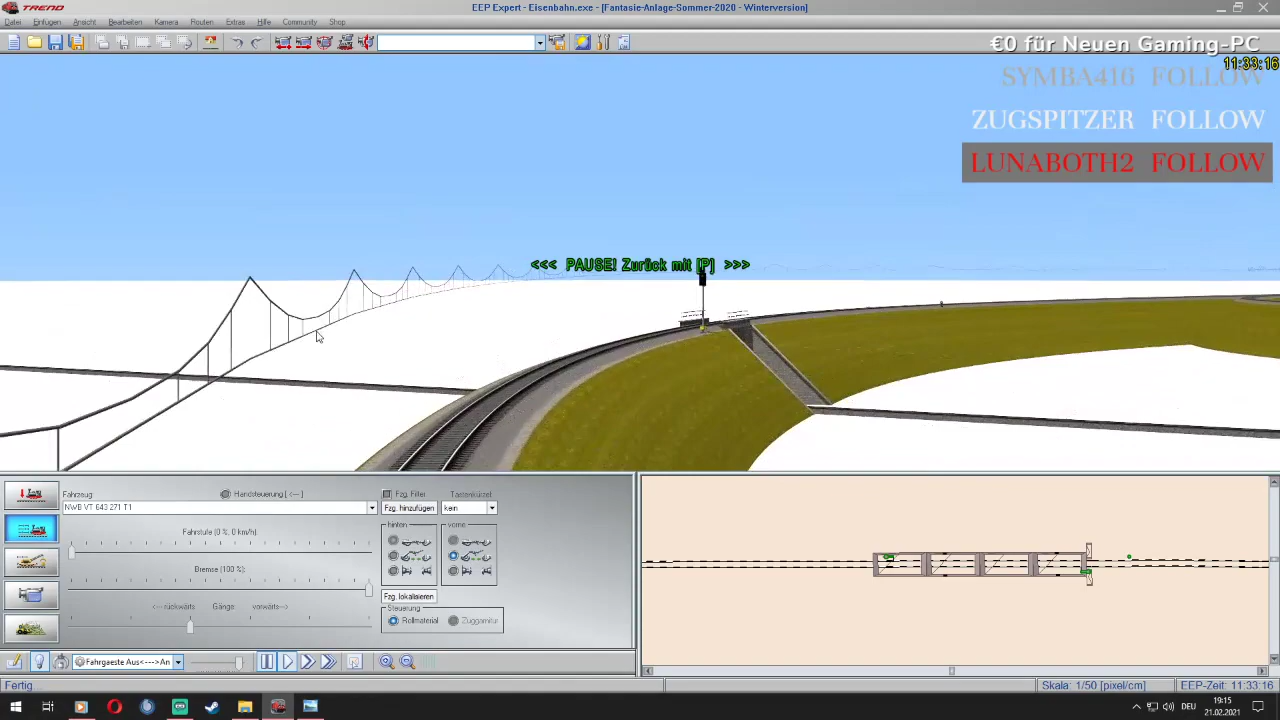 TREND
EEP Expert - Eisenbahn.exe - [Fantasie-Anlage-Sommer-2020 - Winterversion]
Datei Einfügen Ansicht Bearbeiten Kamera Routen Extras Hilfe Community Shop
€0 für Neuen Gaming-PC
11:33:16
SYMBA416 FOLLOW
ZUGSPITZER FOLLOW
LUNABOTH2 FOLLOW
<<< PAUSE! Zurück mit [P] >>>
Fahrzeug: Handsteuerung [ <--- ] Fzg. Filter Tastenkürzel
NWB VT 643 271 T1 Fzg. hinzufügen kein
Fahrstufe (0 %, 0 km/h): hinten vorne
Bremse (100 %):
Fzg. lokalisieren
<--- rückwärts Gänge: vorwärts--> Steuerung
Rollmaterial Zuggarnitur
Fahrgaeste Aus<--->An
Fertig... Skala: 1/50 [pixel/cm] EEP-Zeit: 11:33:16
DEU 19:15
21.02.2021